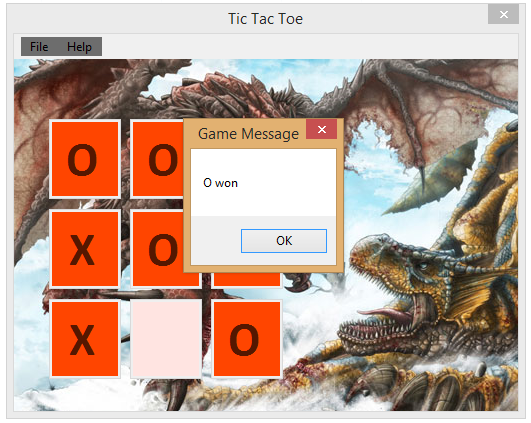 Tic Tac Toe
File Help
Game Message
O won
OK
O O
X O
X O